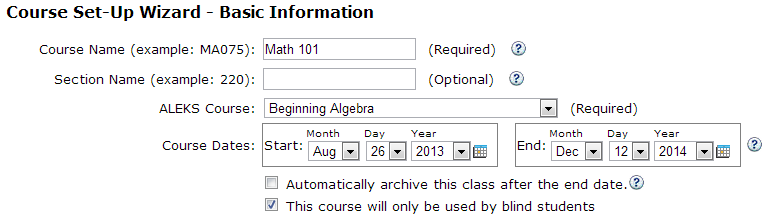 Course Set-Up Wizard - Basic Information
Course Name (example: MA075): Math 101 (Required) ?
Section Name (example: 220): (Optional) ?
ALEKS Course: Beginning Algebra (Required)
Month Day Year Month Day Year
Course Dates: Start: Aug 26 2013 End: Dec 12 2014 ?
Automatically archive this class after the end date. ?
This course will only be used by blind students